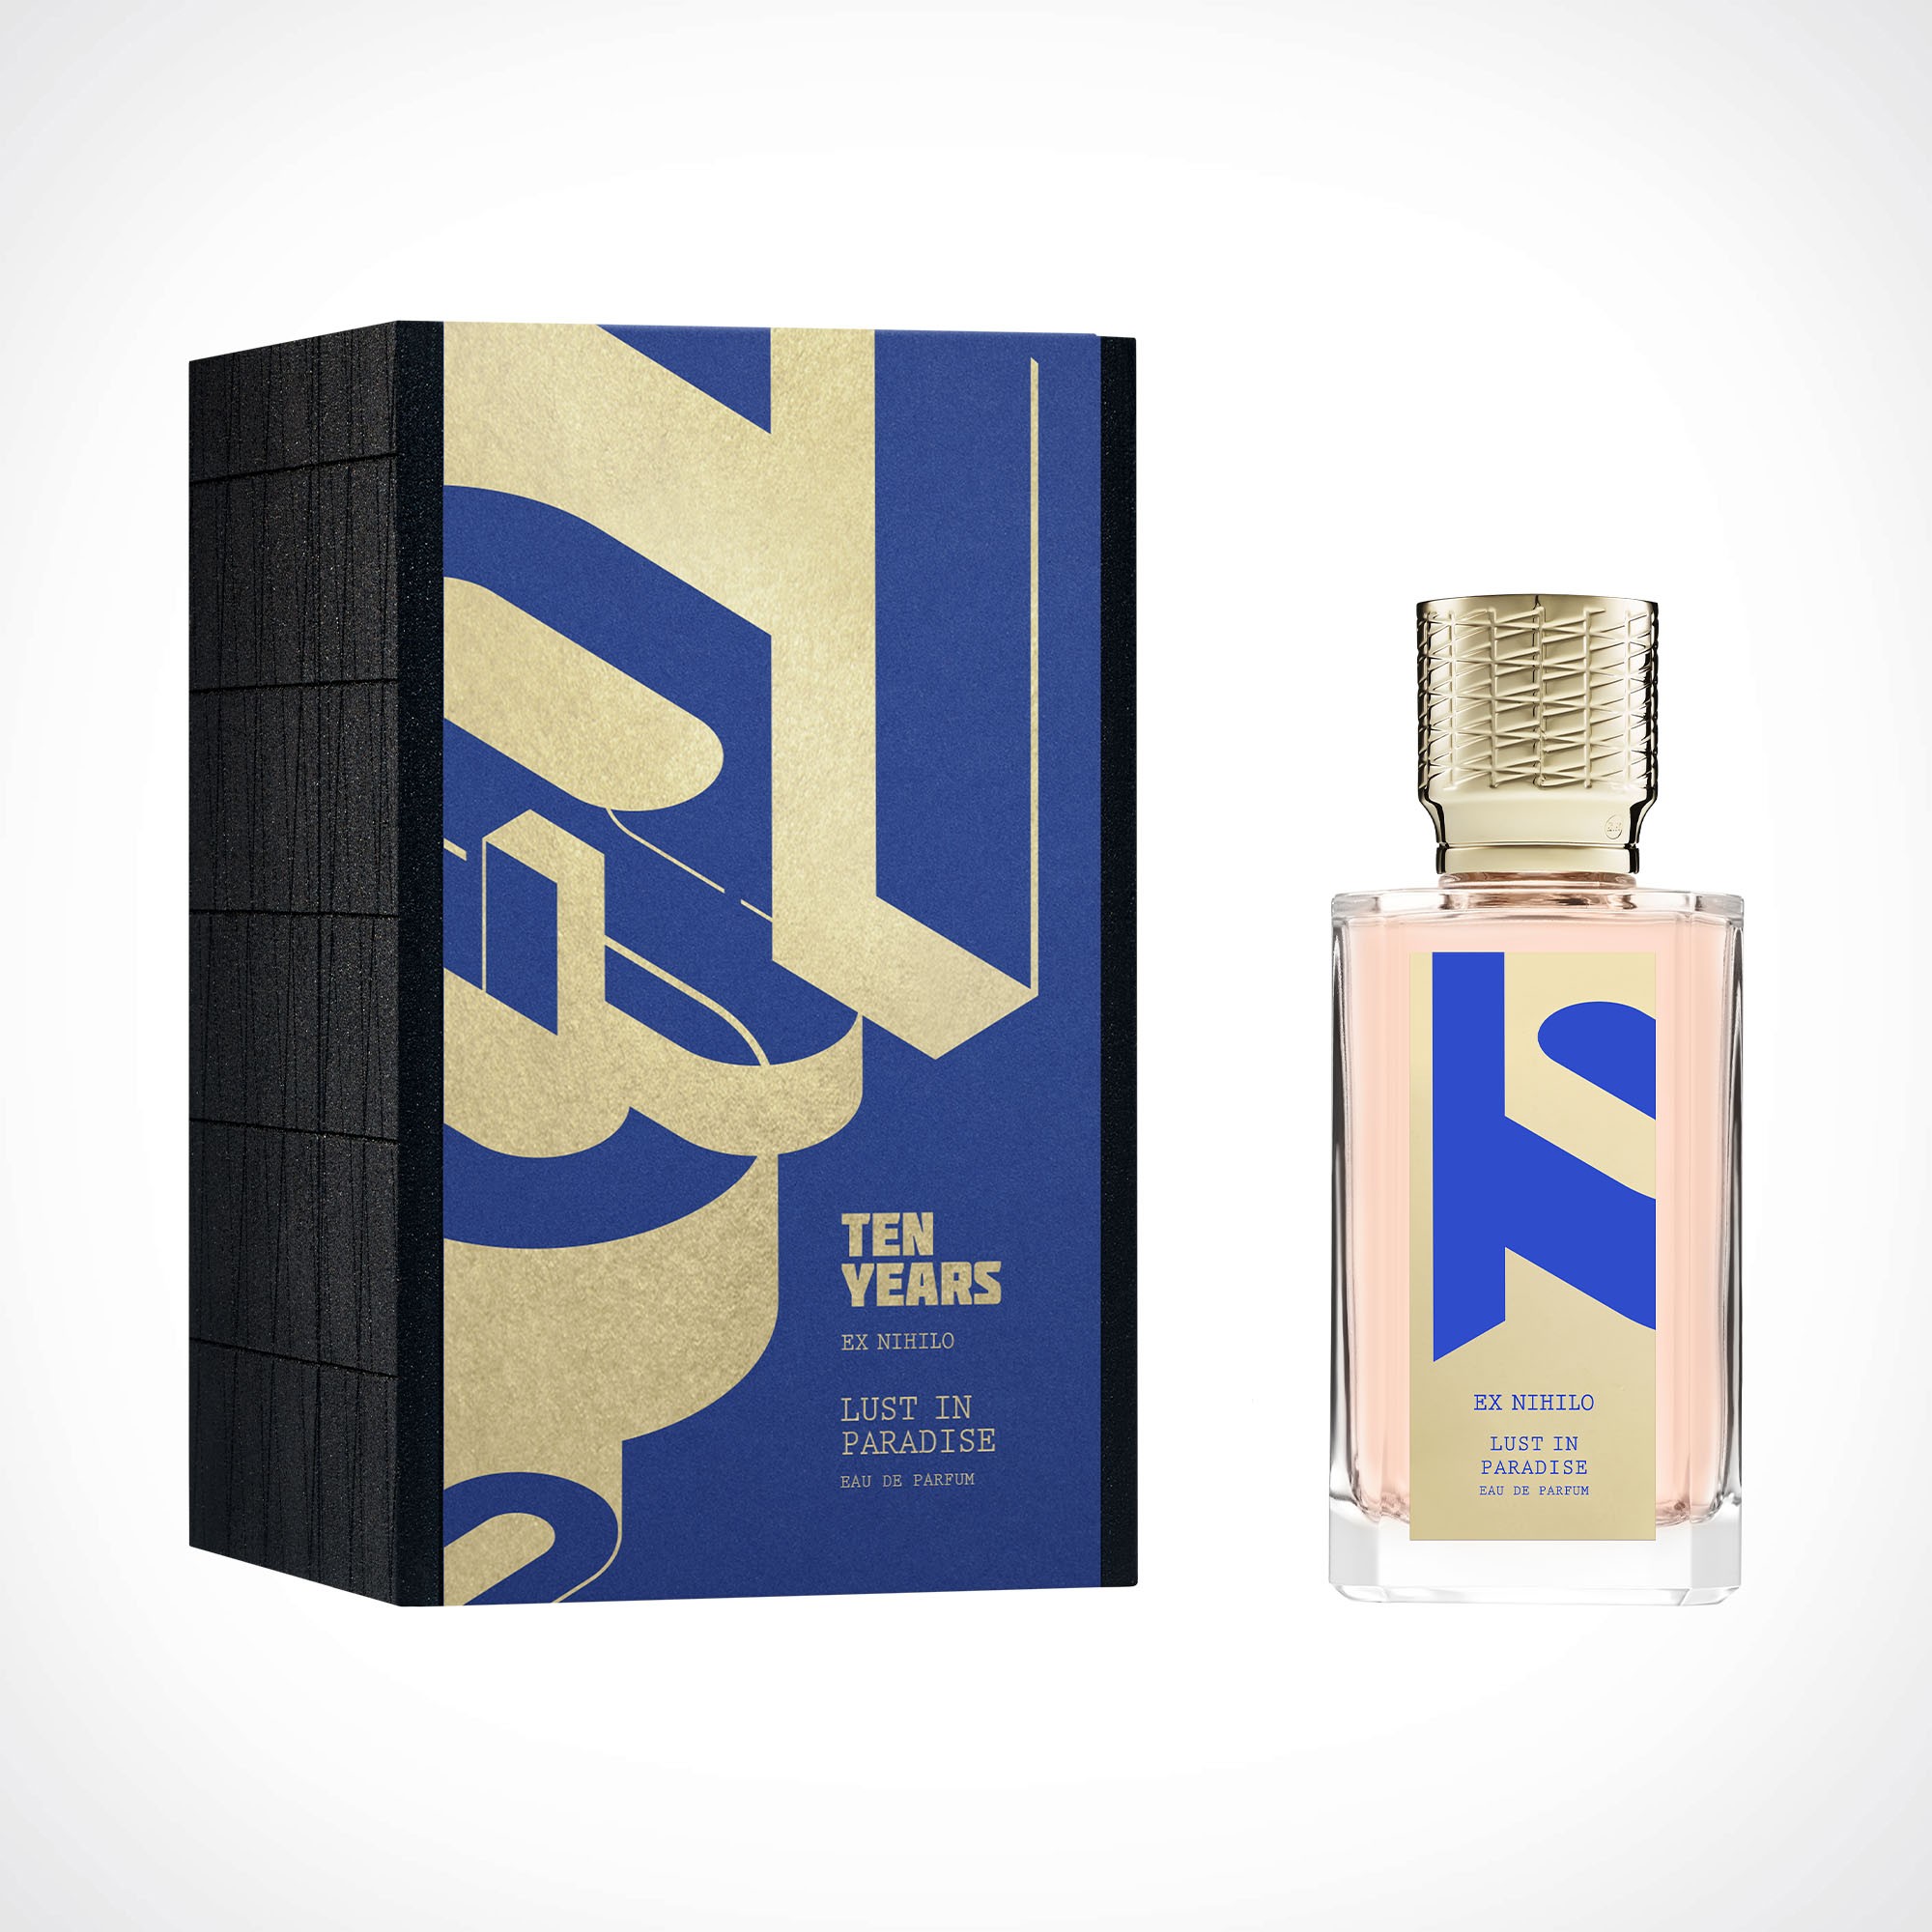 TEN
YEARS
EX NIHILO
LUST IN
PARADISE
EAU DE PARFUM
EX NIHILO
LUST IN
PARADISE
EAU DE PARFUM